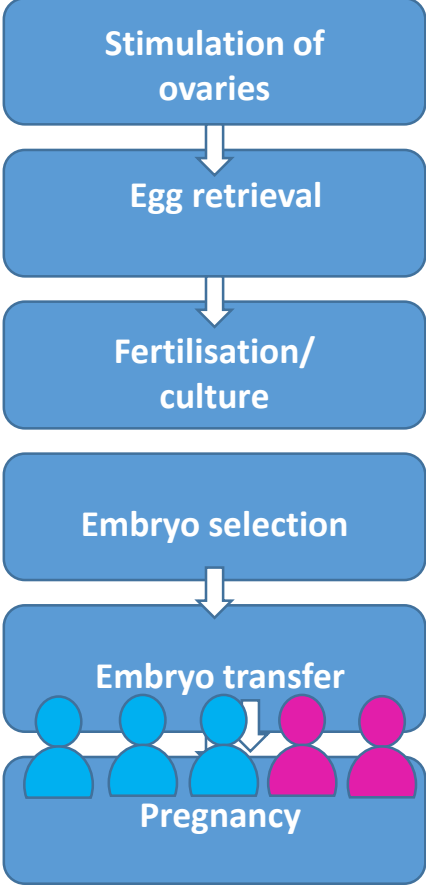 Stimulation of
ovaries
Egg retrieval
Fertilisation/
culture
Embryo selection
Embryo transfer
Pregnancy